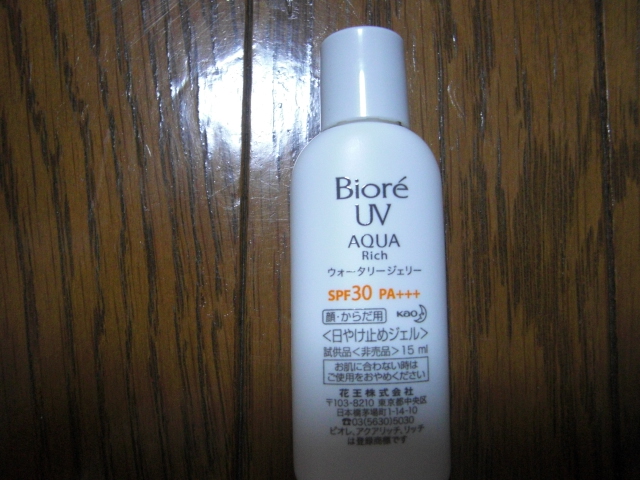 Bioré
UV
AQUA
Rich
ウォータリージェリー
SPF30 PA+++
顔・からだ用 Kao
<日やけ止めジェル>
試供品<非売品>15ml
お肌に合わない時は
ご使用をおやめください
花王株式会社
〒103-8210 東京都中央区
日本橋茅場町1-14-10
☎03(5630)5030
ビオレ、アクアリッチ、リッチ
は登録商標です